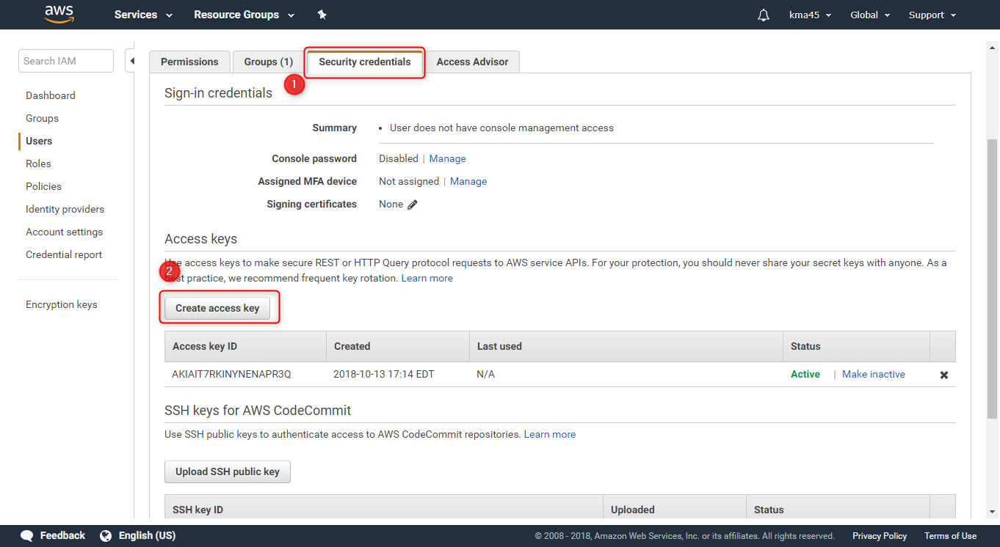 aws Services Resource Groups kma45 Global Support
Search IAM
Dashboard
Groups
Users
Roles
Policies
Identity providers
Account settings
Credential report
Encryption keys
Permissions Groups (1) Security credentials Access Advisor
1
Sign-in credentials
Summary • User does not have console management access
Console password Disabled | Manage
Assigned MFA device Not assigned | Manage
Signing certificates None
Access keys
Use access keys to make secure REST or HTTP Query protocol requests to AWS service APIs. For your protection, you should never share your secret keys with anyone. As a
2
best practice, we recommend frequent key rotation. Learn more
Create access key
Access key ID Created Last used Status
AKIAIT7RKINYNENAPR3Q 2018-10-13 17:14 EDT N/A Active | Make inactive
SSH keys for AWS CodeCommit
Use SSH public keys to authenticate access to AWS CodeCommit repositories. Learn more
Upload SSH public key
SSH key ID Uploaded Status
Feedback English (US) © 2008 - 2018, Amazon Web Services, Inc. or its affiliates. All rights reserved. Privacy Policy Terms of Use